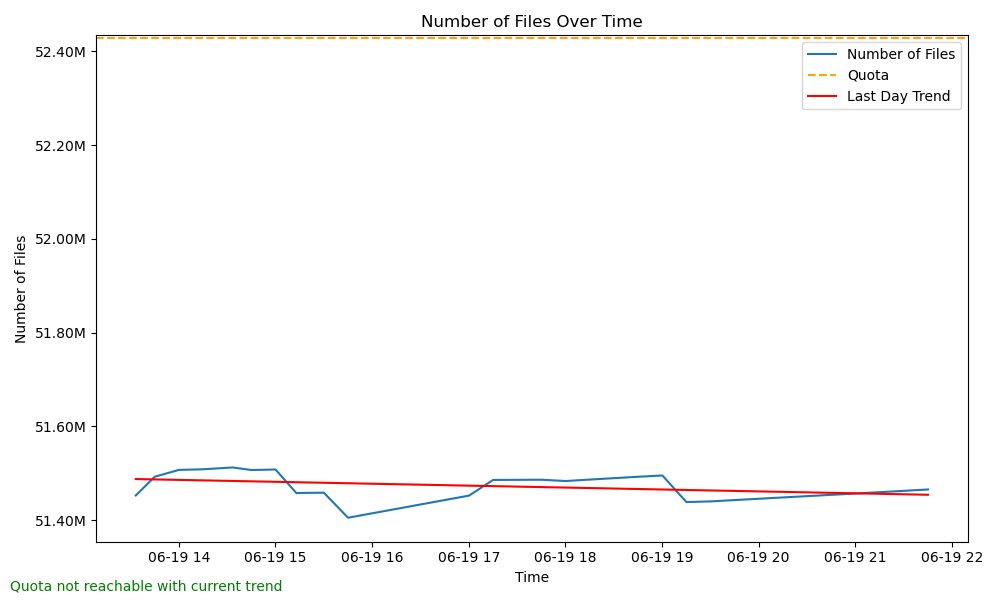 Number of Files Over Time
Number of Files
Quota
Last Day Trend
52.40M
52.20M
52.00M
51.80M
51.60M
51.40M
Number of Files
06-19 14 06-19 15 06-19 16 06-19 17 06-19 18 06-19 19 06-19 20 06-19 21 06-19 22
Time
Quota not reachable with current trend